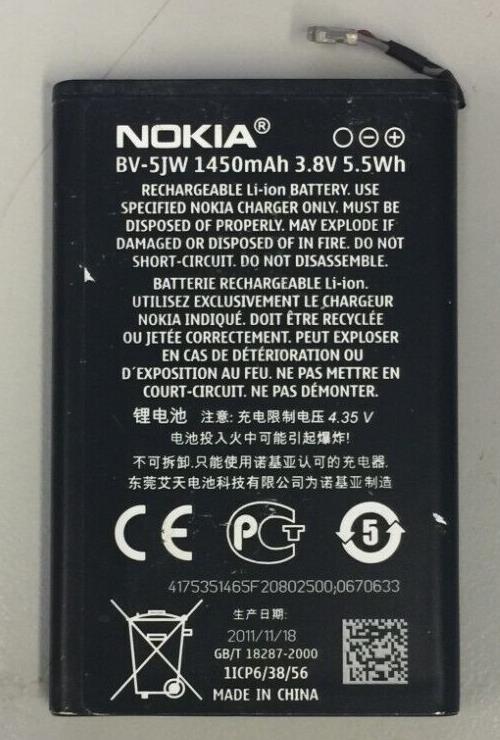 NOKIA®
BV-5JW 1450mAh 3.8V 5.5Wh
RECHARGEABLE Li-ion BATTERY. USE
SPECIFIED NOKIA CHARGER ONLY. MUST BE
DISPOSED OF PROPERLY. MAY EXPLODE IF
DAMAGED OR DISPOSED OF IN FIRE. DO NOT
SHORT-CIRCUIT. DO NOT DISASSEMBLE.
BATTERIE RECHARGEABLE Li-ion.
UTILISEZ EXCLUSIVEMENT LE CHARGEUR
NOKIA INDIQUÉ. DOIT ÊTRE RECYCLÉE
OU JETÉE CORRECTEMENT. PEUT EXPLOSER
EN CAS DE DÉTÉRIORATION OU
D'EXPOSITION AU FEU. NE PAS METTRE EN
COURT-CIRCUIT. NE PAS DÉMONTER.
锂电池 注意: 充电限制电压 4.35 V
电池投入火中可能引起爆炸!
不可拆卸.只能使用诺基亚认可的充电器.
东莞艾天电池科技有限公司为诺基亚制造
CE PCT 5
4175351465F20802500;0670633
生产日期:
2011/11/18
GB/T 18287-2000
1ICP6/38/56
MADE IN CHINA